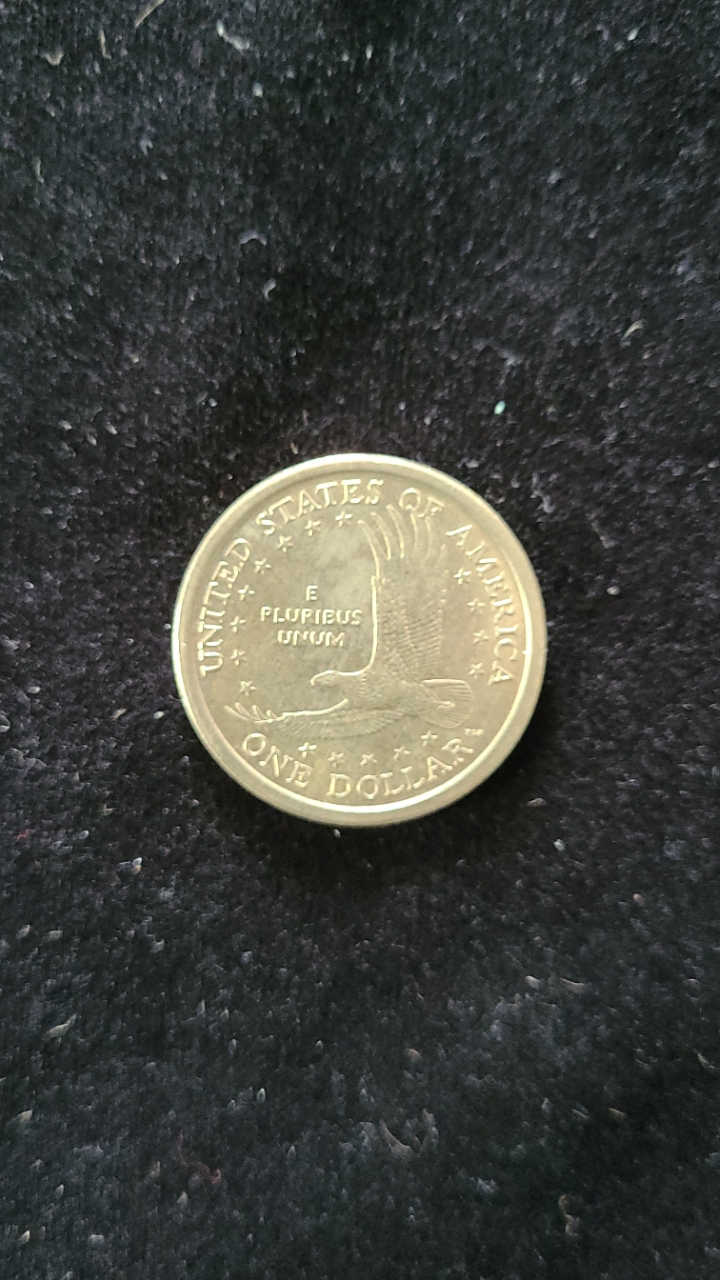 UNITED STATES OF AMERICA
E
PLURIBUS
UNUM
ONE DOLLAR